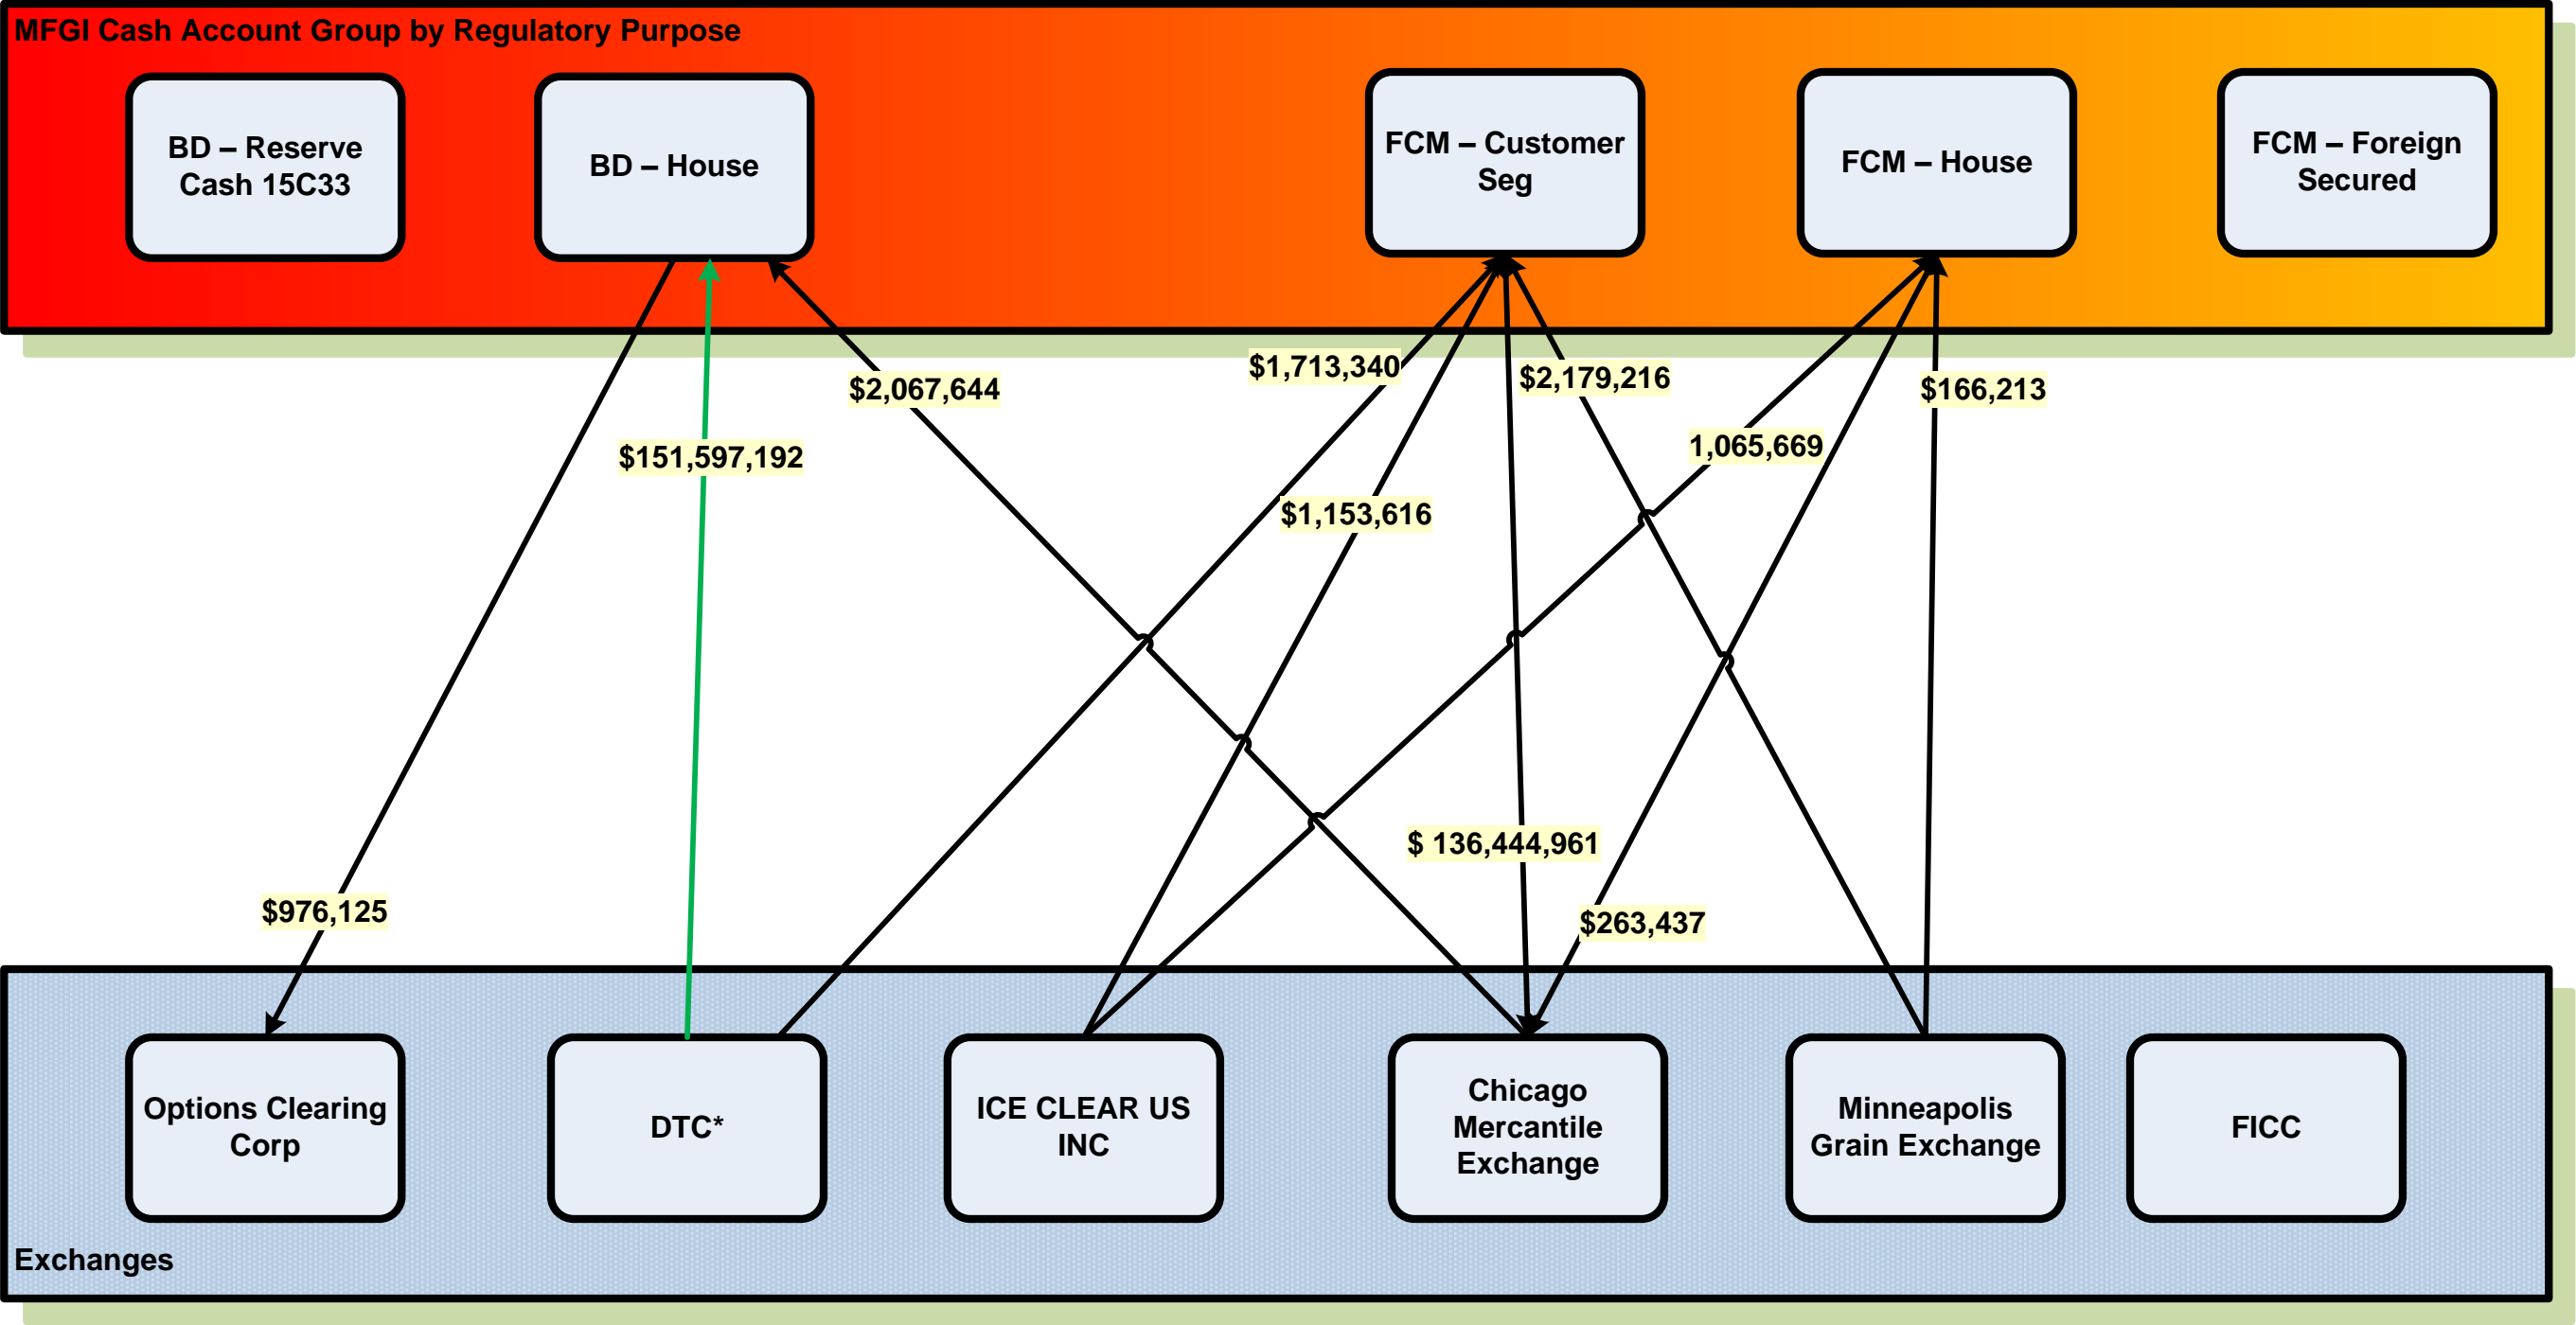 MFGI Cash Account Group by Regulatory Purpose
BD – Reserve
Cash 15C33
BD – House
FCM – Customer
Seg
FCM – House
FCM – Foreign
Secured
$1,713,340
$2,179,216
$2,067,644
$166,213
1,065,669
$151,597,192
$1,153,616
$ 136,444,961
$976,125
$263,437
Options Clearing
Corp
DTC*
ICE CLEAR US
INC
Chicago
Mercantile
Exchange
Minneapolis
Grain Exchange
FICC
Exchanges